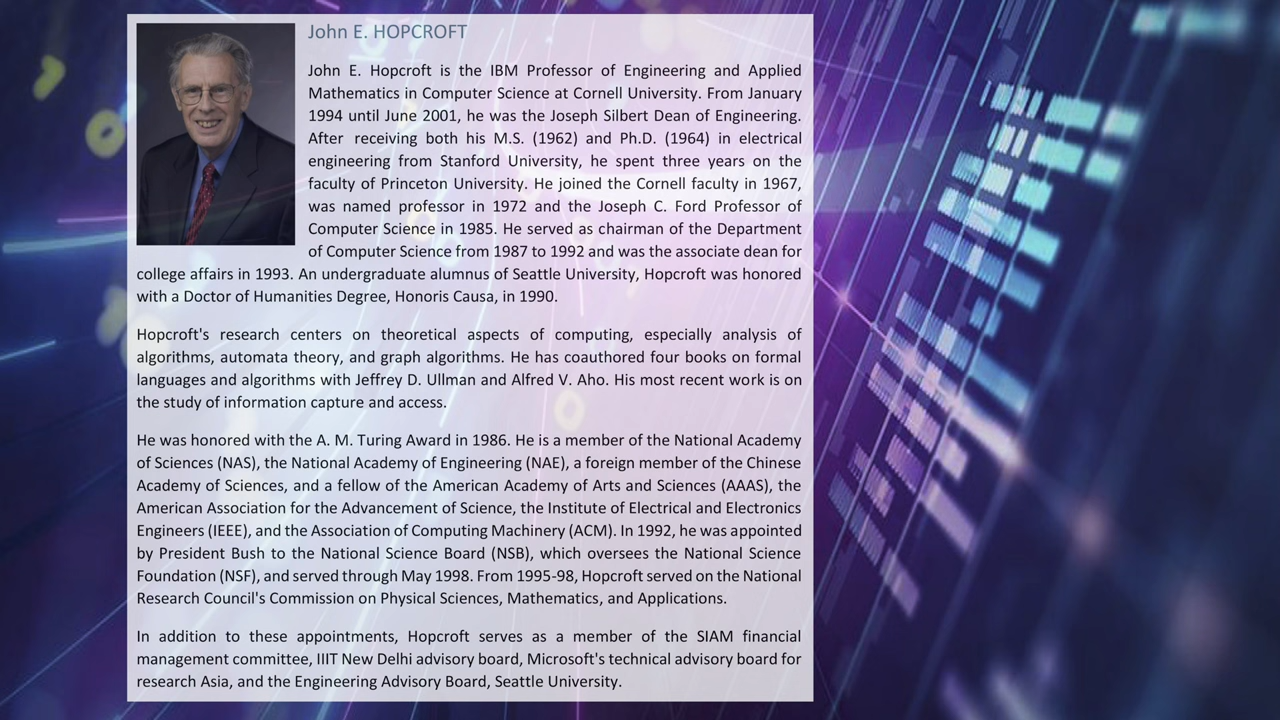 John E. HOPCROFT
John E. Hopcroft is the IBM Professor of Engineering and Applied
Mathematics in Computer Science at Cornell University. From January
1994 until June 2001, he was the Joseph Silbert Dean of Engineering.
After receiving both his M.S. (1962) and Ph.D. (1964) in electrical
engineering from Stanford University, he spent three years on the
faculty of Princeton University. He joined the Cornell faculty in 1967,
was named professor in 1972 and the Joseph C. Ford Professor of
Computer Science in 1985. He served as chairman of the Department
of Computer Science from 1987 to 1992 and was the associate dean for
college affairs in 1993. An undergraduate alumnus of Seattle University, Hopcroft was honored
with a Doctor of Humanities Degree, Honoris Causa, in 1990.
Hopcroft's research centers on theoretical aspects of computing, especially analysis of
algorithms, automata theory, and graph algorithms. He has coauthored four books on formal
languages and algorithms with Jeffrey D. Ullman and Alfred V. Aho. His most recent work is on
the study of information capture and access.
He was honored with the A. M. Turing Award in 1986. He is a member of the National Academy
of Sciences (NAS), the National Academy of Engineering (NAE), a foreign member of the Chinese
Academy of Sciences, and a fellow of the American Academy of Arts and Sciences (AAAS), the
American Association for the Advancement of Science, the Institute of Electrical and Electronics
Engineers (IEEE), and the Association of Computing Machinery (ACM). In 1992, he was appointed
by President Bush to the National Science Board (NSB), which oversees the National Science
Foundation (NSF), and served through May 1998. From 1995-98, Hopcroft served on the National
Research Council's Commission on Physical Sciences, Mathematics, and Applications.
In addition to these appointments, Hopcroft serves as a member of the SIAM financial
management committee, IIIT New Delhi advisory board, Microsoft's technical advisory board for
research Asia, and the Engineering Advisory Board, Seattle University.